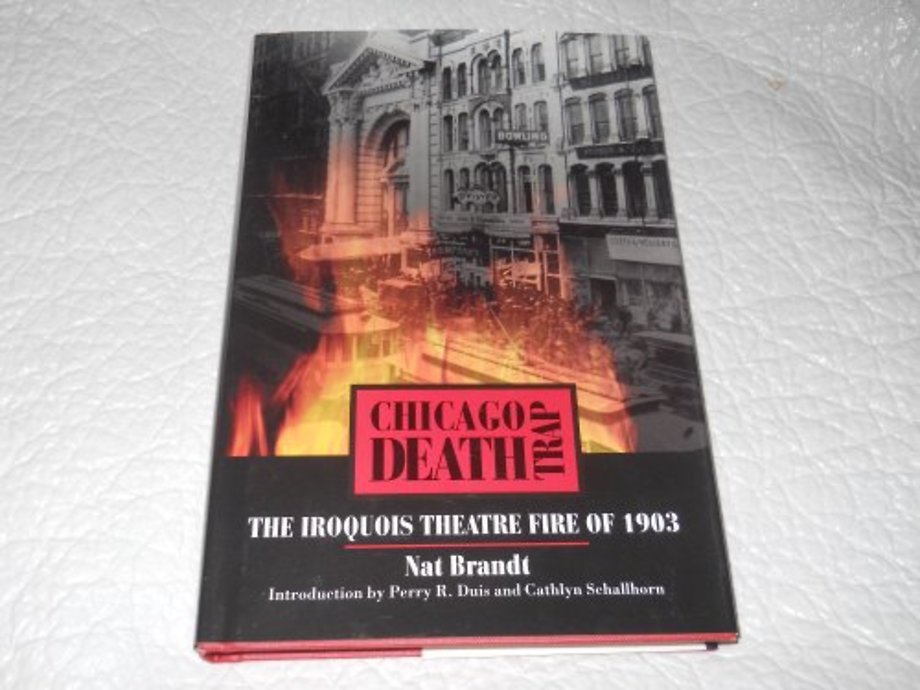 BOWLING
CHICAGO
DEATH TRAP
THE IROQUOIS THEATRE FIRE OF 1903
Nat Brandt
Introduction by Perry R. Duis and Cathlyn Schallhorn